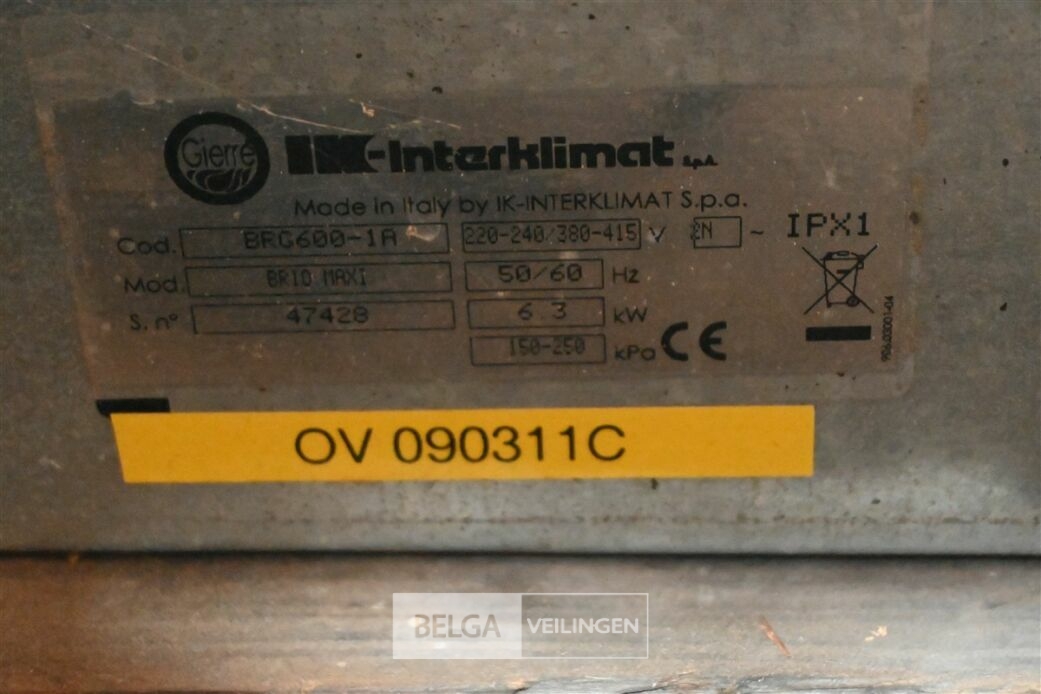 Gierre IK-Interklimat s.p.a.
Made in Italy by IK-INTERKLIMAT S.p.a.
Cod. BRG600-1A 220-240/380-415 V ~ IPX1
Mod. BRIO MAXI 50/60 Hz
S. n° 47428 6.3 kW
150-250 kPa CE
OV 090311C
BELGA VEILINGEN